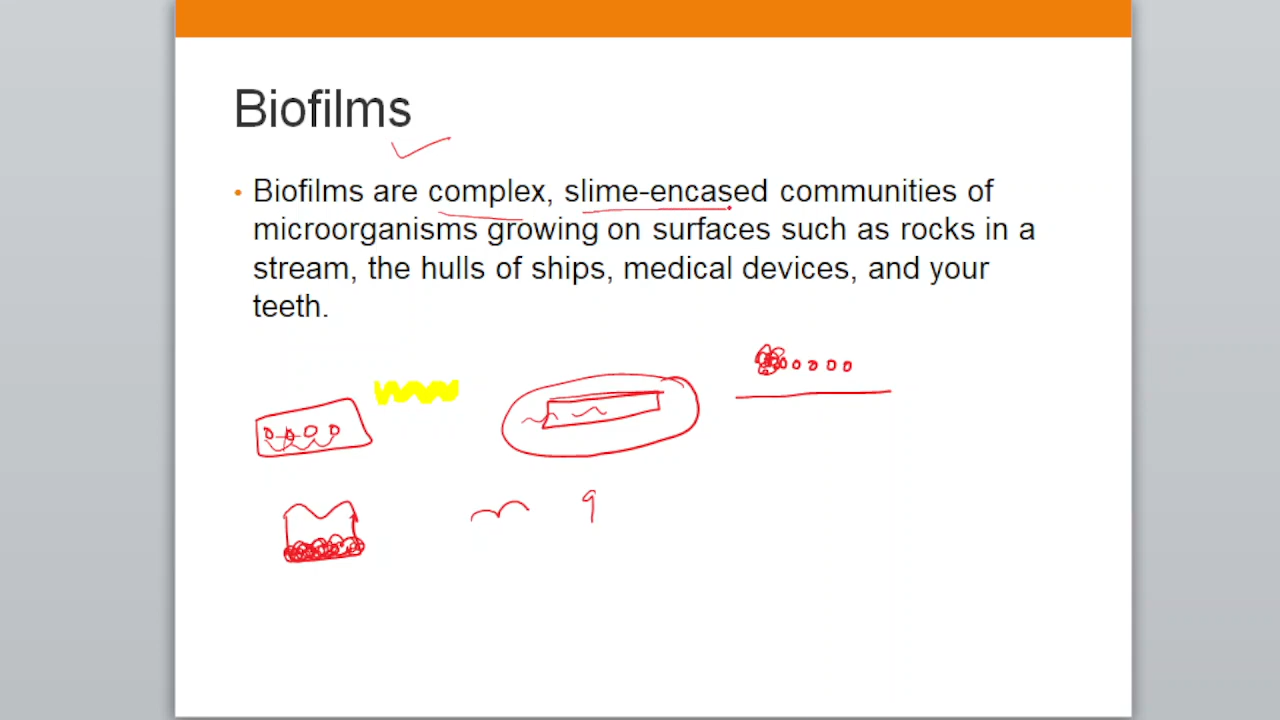 Biofilms
• Biofilms are complex, slime-encased communities of
microorganisms growing on surfaces such as rocks in a
stream, the hulls of ships, medical devices, and your
teeth.